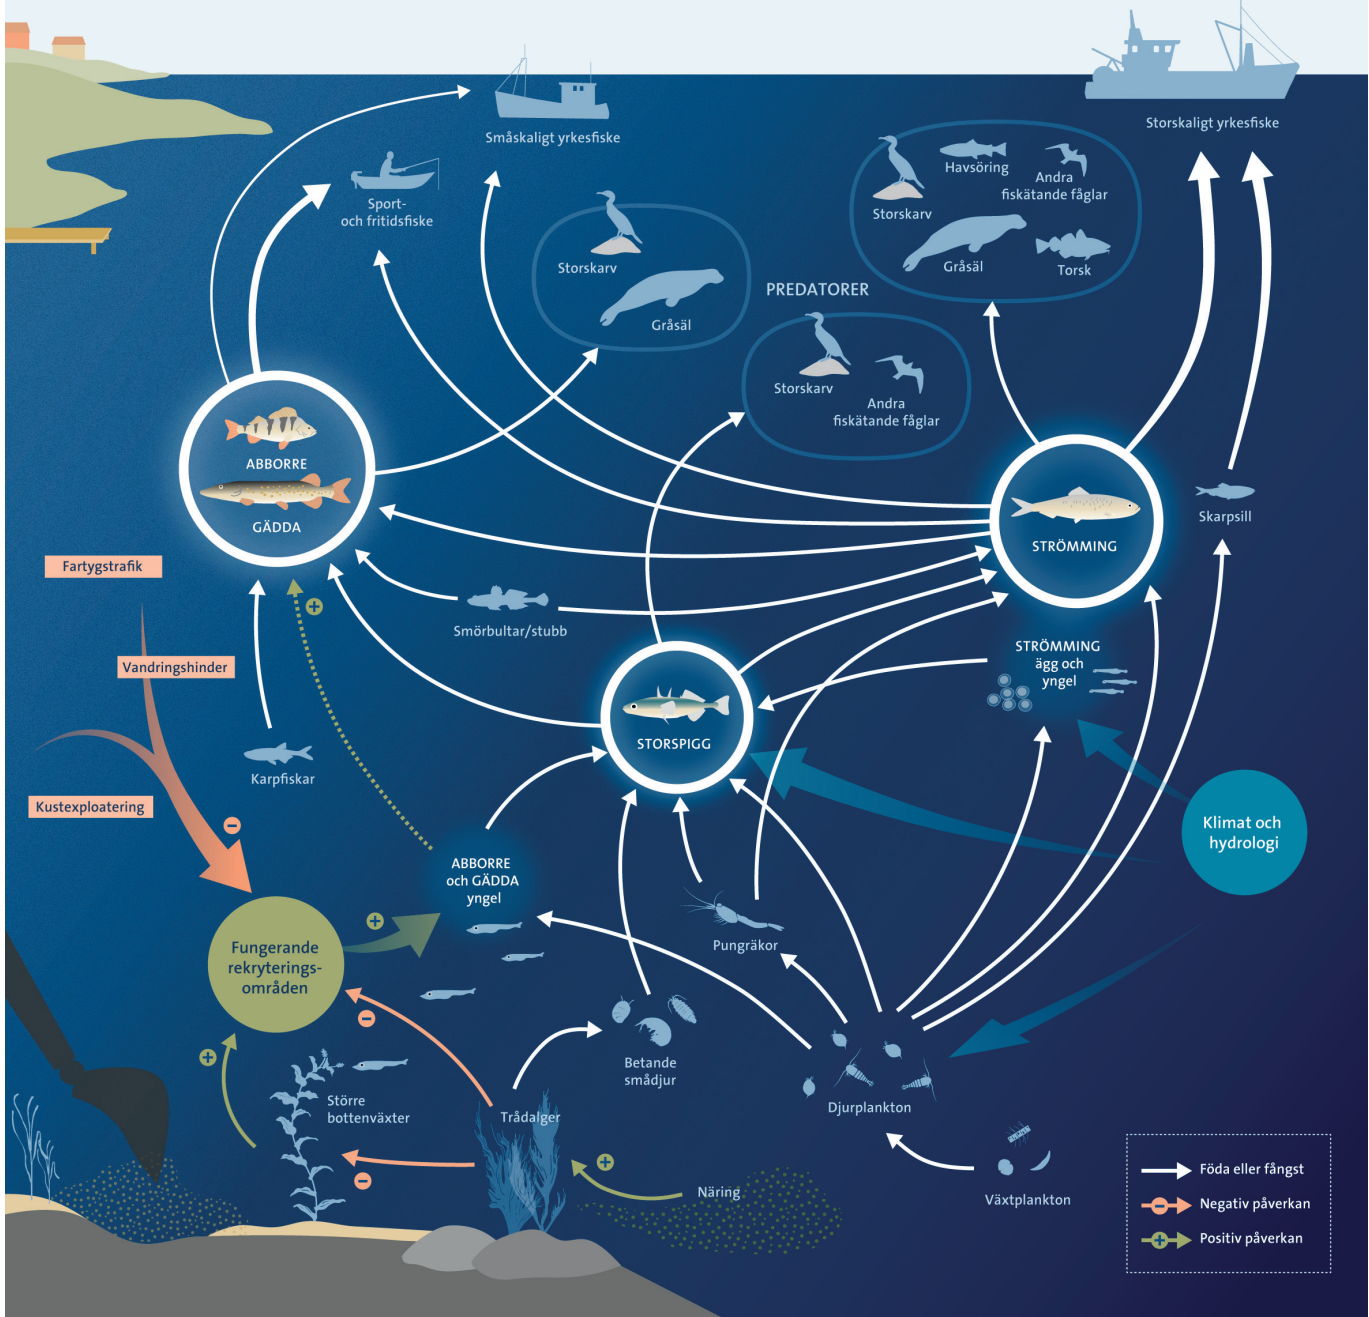 Småskaligt yrkesfiske
Storskaligt yrkesfiske
Sport-
och fritidsfiske
Storskarv
Gråsäl
PREDATORER
Storskarv
Andra
fiskätande fåglar
Havsöring
Andra
fiskätande fåglar
Storskarv
Gråsäl
Torsk
ABBORRE
GÄDDA
STRÖMMING
Skarpsill
Fartygstrafik
Vandringshinder
Kustexploatering
Smörbultar/stubb
STRÖMMING
ägg och
yngel
STORSPIGG
Karpfiskar
Klimat och
hydrologi
ABBORRE
och GÄDDA
yngel
Fungerande
rekryterings-
områden
Pungräkor
Betande
smådjur
Djurplankton
Större
bottenväxter
Trådalger
Näring
Växtplankton
Föda eller fångst
Negativ påverkan
Positiv påverkan